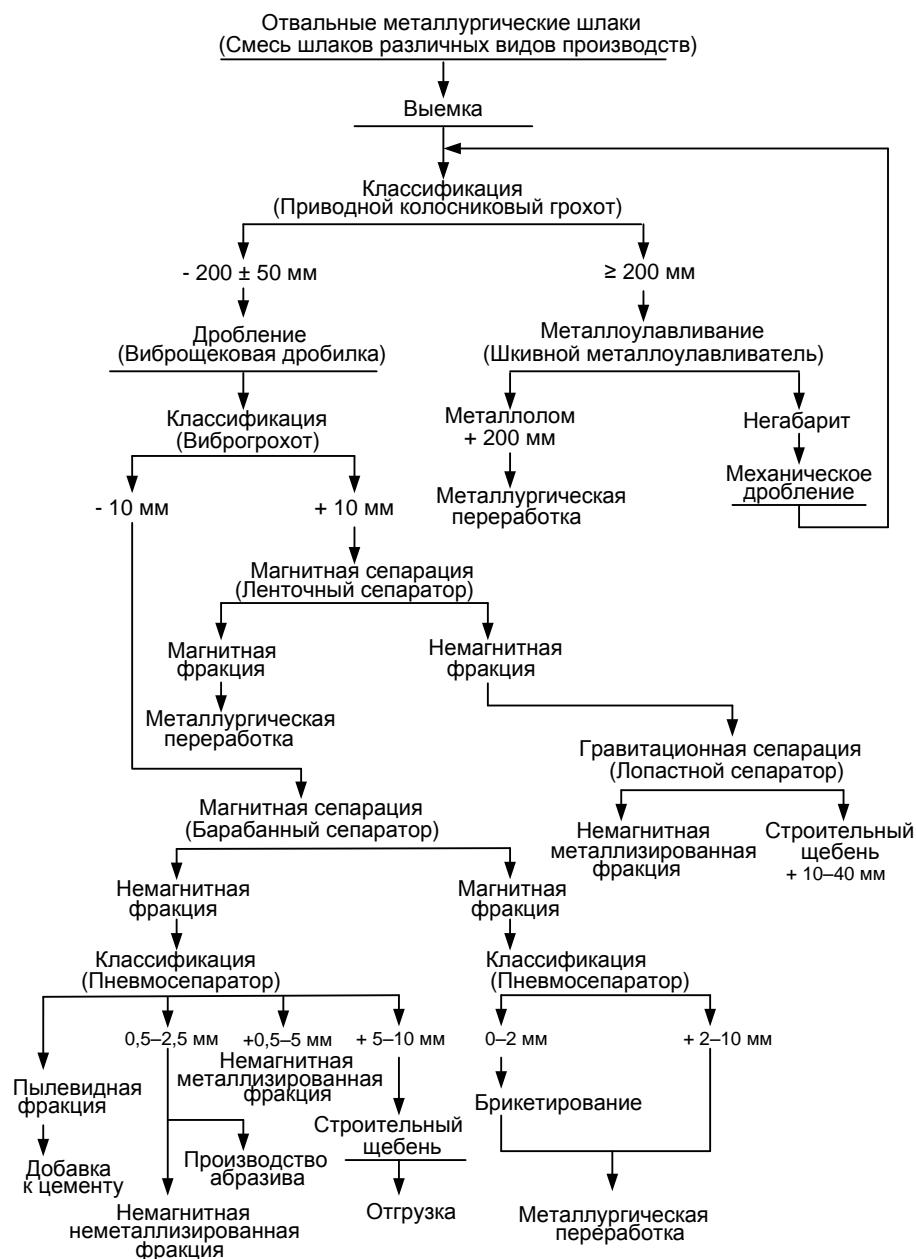 Отвальные металлургические шлаки
(Смесь шлаков различных видов производств)
Выемка
Классификация
(Приводной колосниковый грохот)
- 200 ± 50 мм
≥ 200 мм
Дробление
(Виброщековая дробилка)
Металлоулавливание
(Шкивной металлоулавливатель)
Классификация
(Виброгрохот)
Металлолом
+ 200 мм
Негабарит
Механическое
дробление
- 10 мм
+ 10 мм
Металлургическая
переработка
Магнитная сепарация
(Ленточный сепаратор)
Магнитная
фракция
Немагнитная
фракция
Металлургическая
переработка
Гравитационная сепарация
(Лопастной сепаратор)
Магнитная сепарация
(Барабанный сепаратор)
Немагнитная
металлизированная
фракция
Строительный
щебень
+ 10–40 мм
Немагнитная
фракция
Магнитная
фракция
Классификация
(Пневмосепаратор)
Классификация
(Пневмосепаратор)
0,5–2,5 мм
+0,5–5 мм
+ 5–10 мм
0–2 мм
+ 2–10 мм
Немагнитная
металлизированная
фракция
Пылевидная
фракция
Брикетирование
Строительный
щебень
Добавка
к цементу
Производство
абразива
Немагнитная
неметаллизированная
фракция
Отгрузка
Металлургическая
переработка